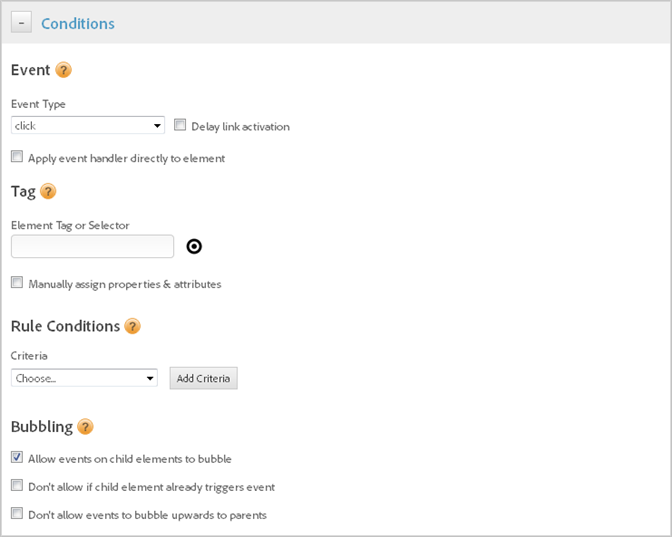 - Conditions
Event ?
Event Type
click
Delay link activation
Apply event handler directly to element
Tag ?
Element Tag or Selector
Manually assign properties & attributes
Rule Conditions ?
Criteria
Choose...
Add Criteria
Bubbling ?
Allow events on child elements to bubble
Don't allow if child element already triggers event
Don't allow events to bubble upwards to parents